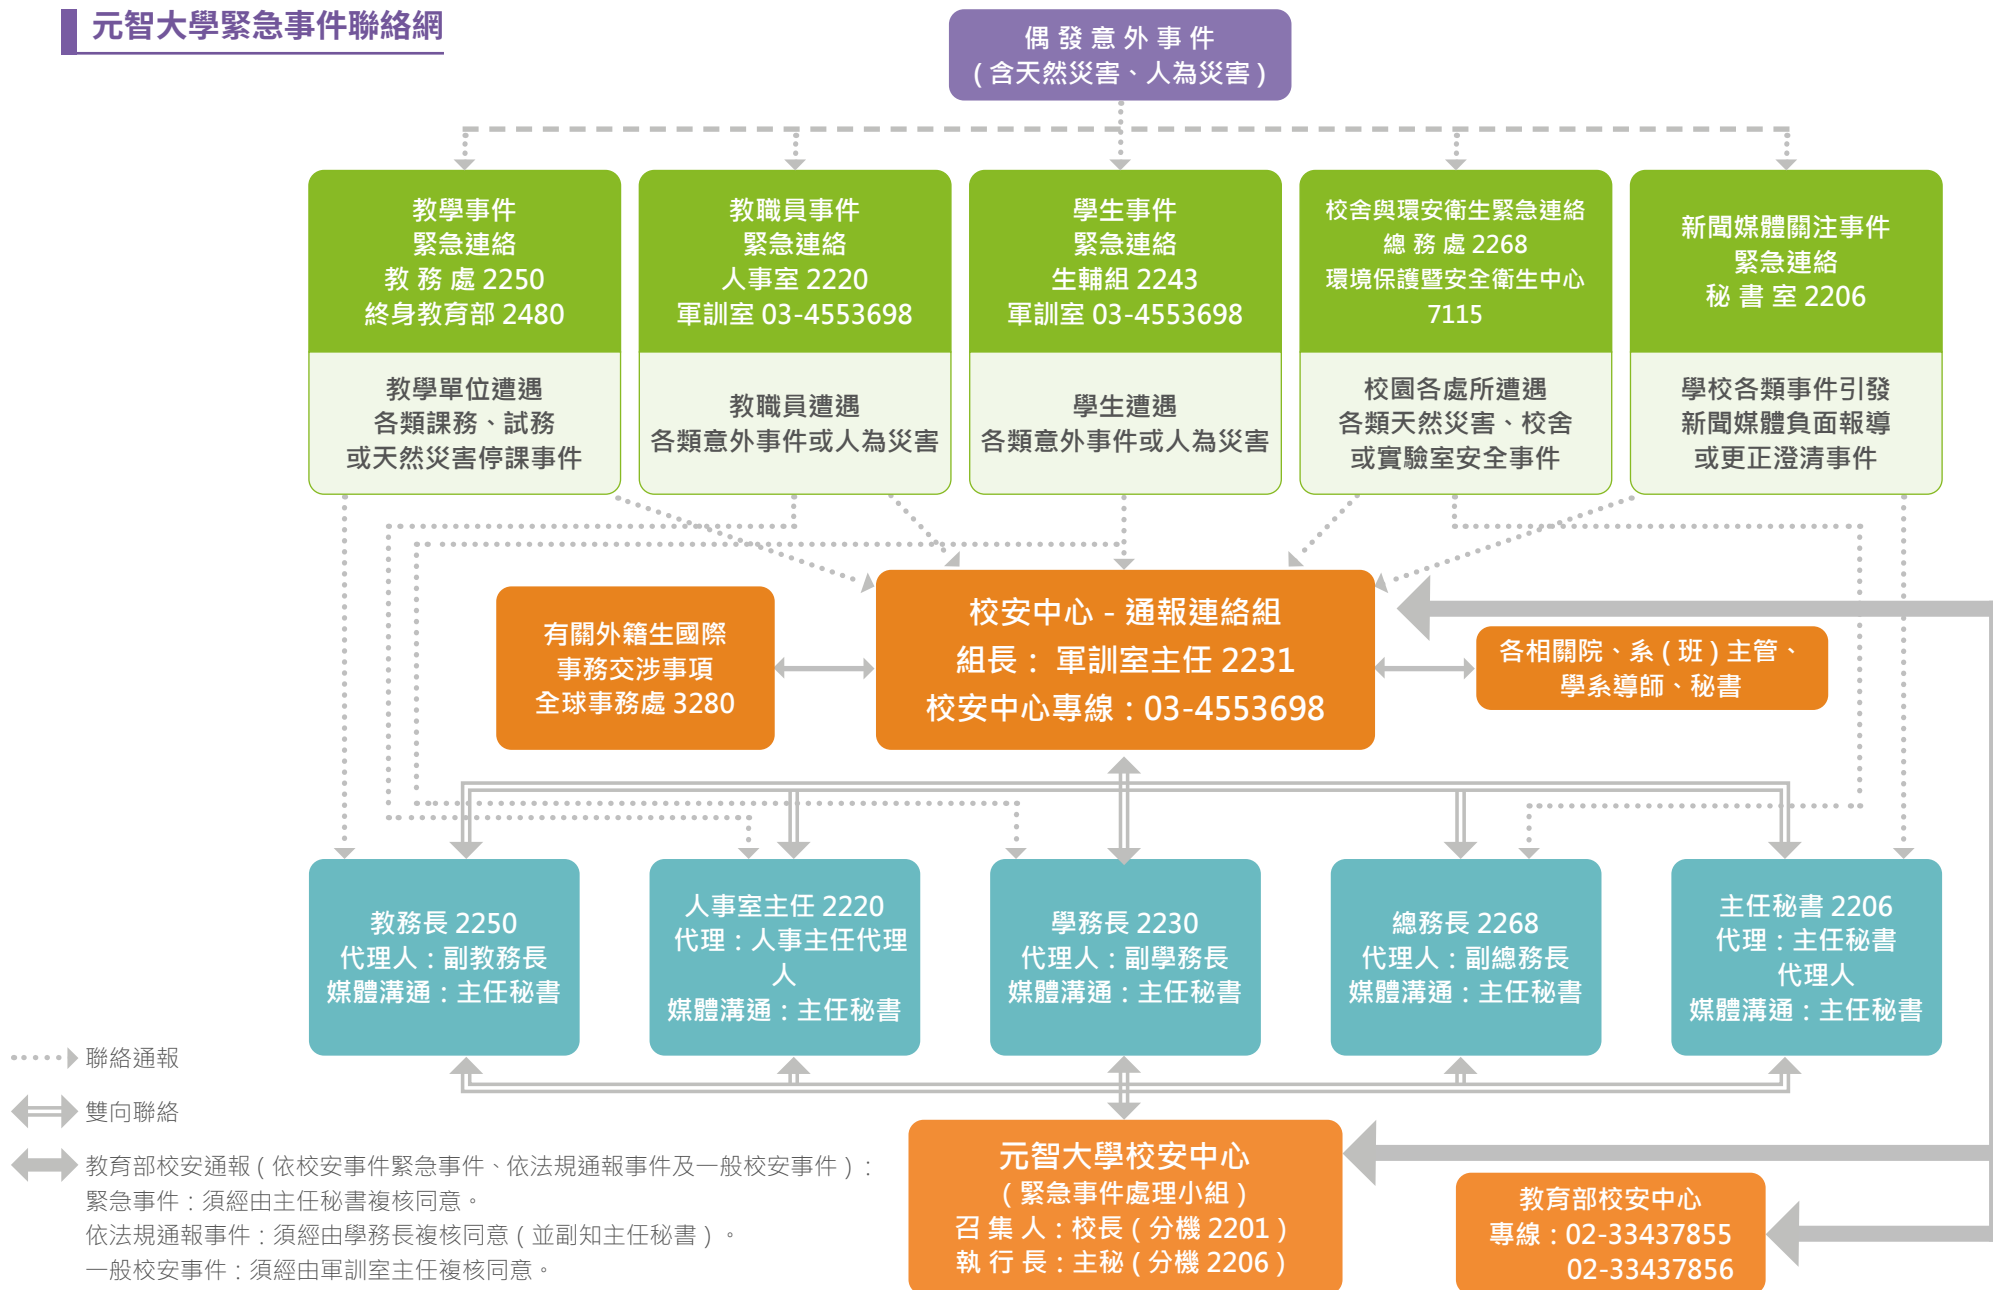 元智大學緊急事件聯絡網
偶發意外事件
(含天然災害、人為災害)
教學事件
緊急連絡
教務處 2250
終身教育部 2480
教學單位遭遇
各類課務、試務
或天然災害停課事件
教職員事件
緊急連絡
人事室 2220
軍訓室 03-4553698
教職員遭遇
各類意外事件或人為災害
學生事件
緊急連絡
生輔組 2243
軍訓室 03-4553698
學生遭遇
各類意外事件或人為災害
校舍與環安衛生緊急連絡
總務處 2268
環境保護暨安全衛生中心
7115
校園各處所遭遇
各類天然災害、校舍
或實驗室安全事件
新聞媒體關注事件
緊急連絡
秘書室 2206
學校各類事件引發
新聞媒體負面報導
或更正澄清事件
有關外籍生國際
事務交涉事項
全球事務處 3280
校安中心 - 通報連絡組
組長： 軍訓室主任 2231
校安中心專線：03-4553698
各相關院、系(班)主管、
學系導師、秘書
教務長 2250
代理人：副教務長
媒體溝通：主任秘書
人事室主任 2220
代理：人事主任代理
人
媒體溝通：主任秘書
學務長 2230
代理人：副學務長
媒體溝通：主任秘書
總務長 2268
代理人：副總務長
媒體溝通：主任秘書
主任秘書 2206
代理：主任秘書
代理人
媒體溝通：主任秘書
聯絡通報
雙向聯絡
教育部校安通報(依校安事件緊急事件、依法規通報事件及一般校安事件)：
緊急事件：須經由主任秘書複核同意。
依法規通報事件：須經由學務長複核同意(並副知主任秘書)。
一般校安事件：須經由軍訓室主任複核同意。
元智大學校安中心
(緊急事件處理小組)
召集人：校長(分機 2201)
執行長：主秘(分機 2206)
教育部校安中心
專線：02-33437855
02-33437856